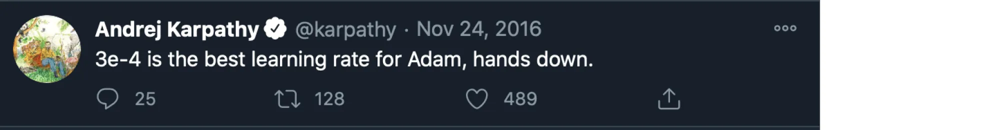 Andrej Karpathy @karpathy · Nov 24, 2016
3e-4 is the best learning rate for Adam, hands down.
25 128 489